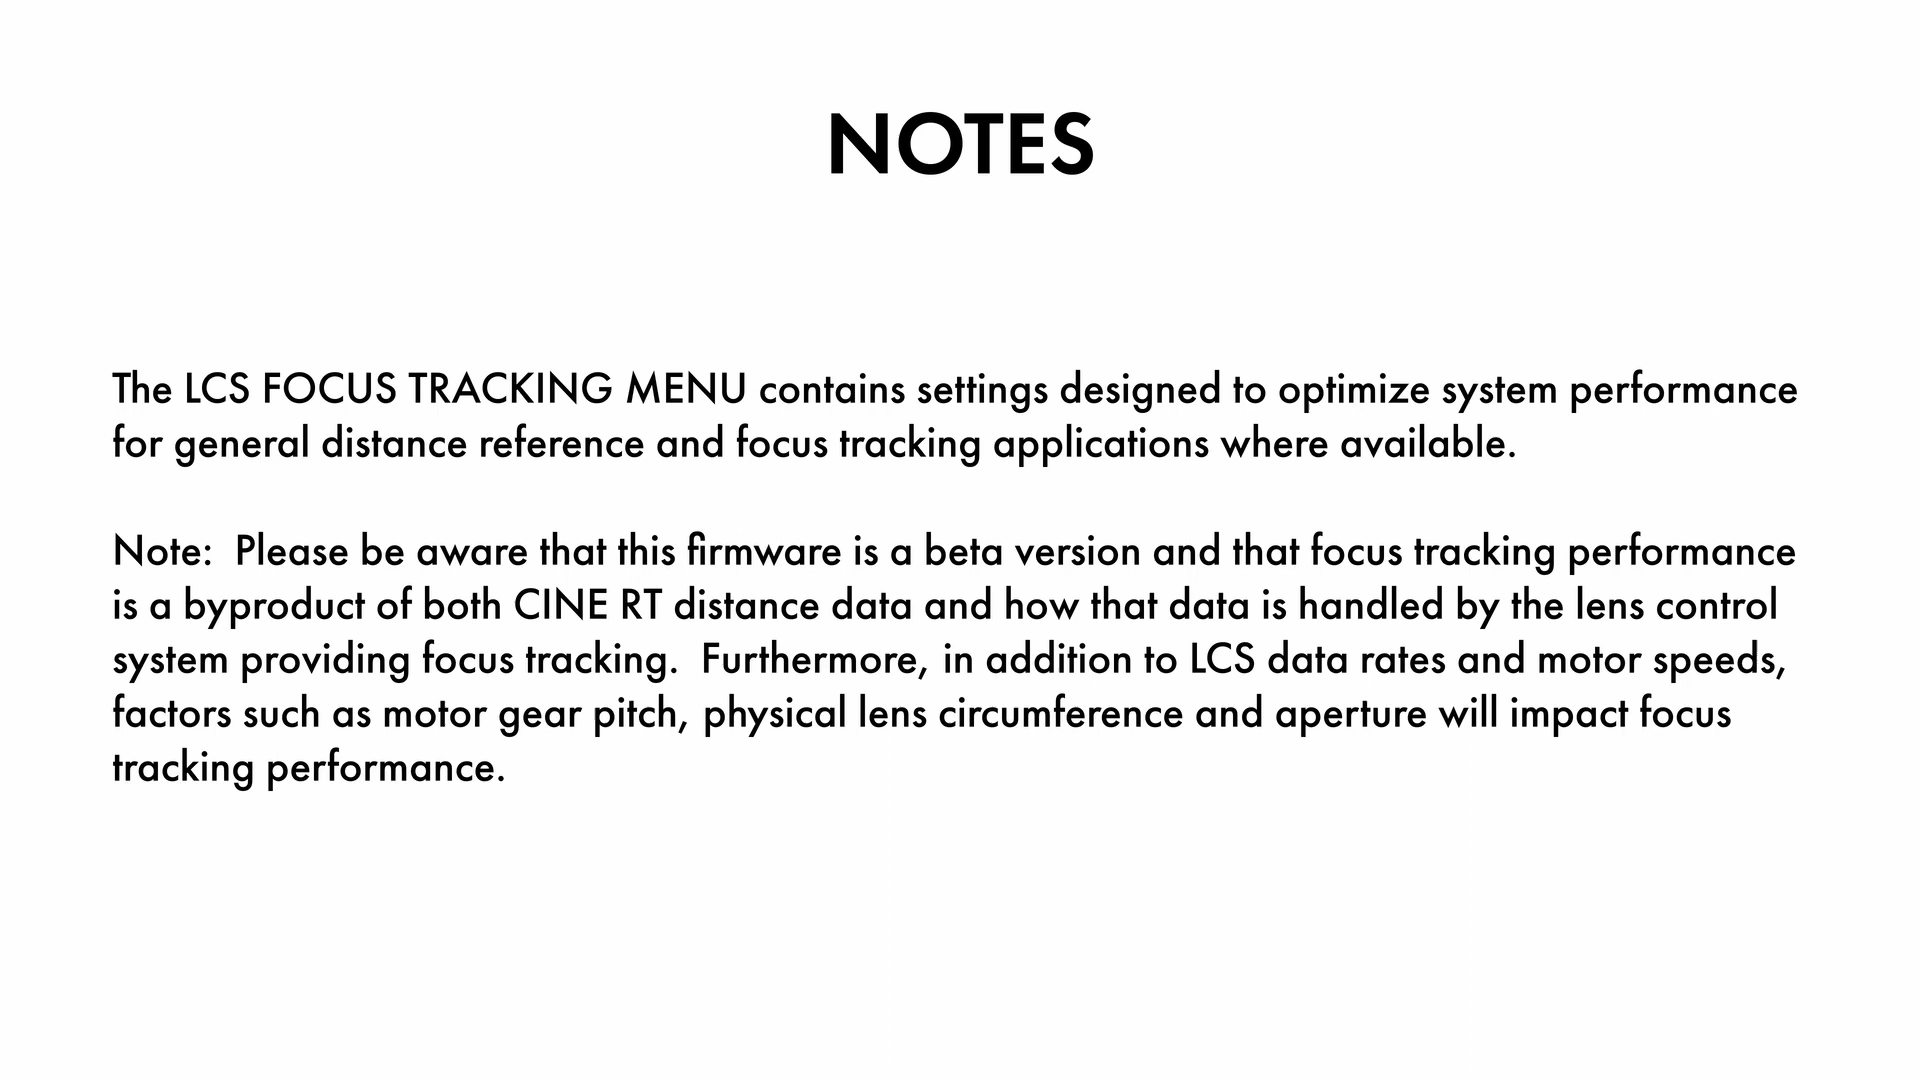 NOTES
The LCS FOCUS TRACKING MENU contains settings designed to optimize system performance
for general distance reference and focus tracking applications where available.
Note:  Please be aware that this firmware is a beta version and that focus tracking performance
is a byproduct of both CINE RT distance data and how that data is handled by the lens control
system providing focus tracking.  Furthermore, in addition to LCS data rates and motor speeds,
factors such as motor gear pitch, physical lens circumference and aperture will impact focus
tracking performance.